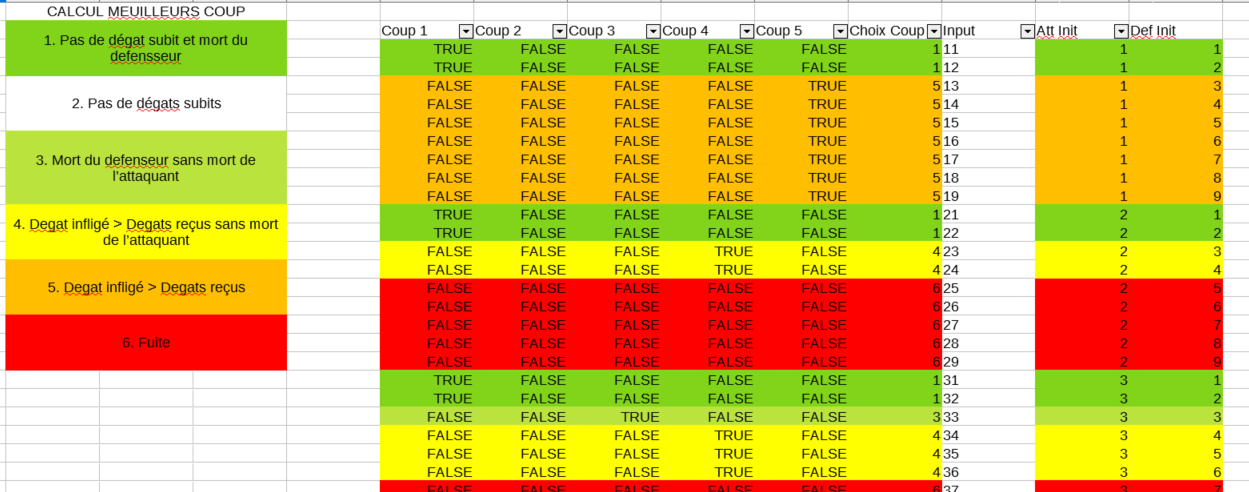 CALCUL MEUILLEURS COUP
1. Pas de dégat subit et mort du
defensseur
2. Pas de dégats subits
3. Mort du defenseur sans mort de
l'attaquant
4. Degat infligé > Degats reçus sans mort
de l'attaquant
5. Degat infligé > Degats reçus
6. Fuite
Coup 1 Coup 2 Coup 3 Coup 4 Coup 5 Choix Coup Input Att Init Def Init
TRUE FALSE FALSE FALSE FALSE 1 11 1 1
TRUE FALSE FALSE FALSE FALSE 1 12 1 2
FALSE FALSE FALSE FALSE TRUE 5 13 1 3
FALSE FALSE FALSE FALSE TRUE 5 14 1 4
FALSE FALSE FALSE FALSE TRUE 5 15 1 5
FALSE FALSE FALSE FALSE TRUE 5 16 1 6
FALSE FALSE FALSE FALSE TRUE 5 17 1 7
FALSE FALSE FALSE FALSE TRUE 5 18 1 8
FALSE FALSE FALSE FALSE TRUE 5 19 1 9
TRUE FALSE FALSE FALSE FALSE 1 21 2 1
TRUE FALSE FALSE FALSE FALSE 1 22 2 2
FALSE FALSE FALSE TRUE FALSE 4 23 2 3
FALSE FALSE FALSE TRUE FALSE 4 24 2 4
FALSE FALSE FALSE FALSE FALSE 6 25 2 5
FALSE FALSE FALSE FALSE FALSE 6 26 2 6
FALSE FALSE FALSE FALSE FALSE 6 27 2 7
FALSE FALSE FALSE FALSE FALSE 6 28 2 8
FALSE FALSE FALSE FALSE FALSE 6 29 2 9
TRUE FALSE FALSE FALSE FALSE 1 31 3 1
TRUE FALSE FALSE FALSE FALSE 1 32 3 2
FALSE FALSE TRUE FALSE FALSE 3 33 3 3
FALSE FALSE FALSE TRUE FALSE 4 34 3 4
FALSE FALSE FALSE TRUE FALSE 4 35 3 5
FALSE FALSE FALSE TRUE FALSE 4 36 3 6
FALSE FALSE FALSE FALSE FALSE 6 37 3 7